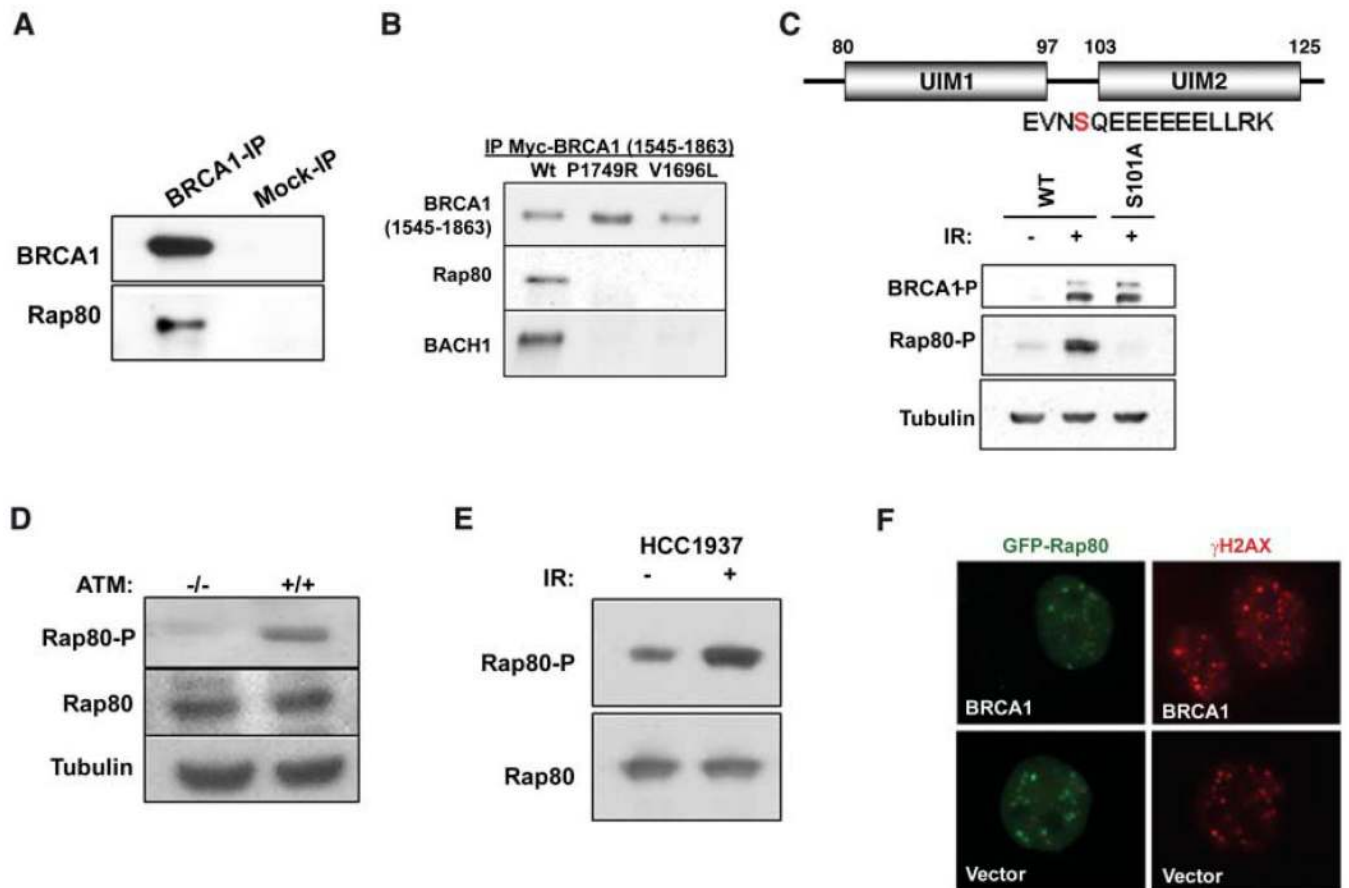 A
BRCA1-IP
Mock-IP
BRCA1
Rap80
B
IP Myc-BRCA1 (1545-1863)
Wt P1749R V1696L
BRCA1
(1545-1863)
Rap80
BACH1
C
80 97 103 125
UIM1 UIM2
EVNSQEEEEEELLRK
WT S101A
IR: - + +
BRCA1-P
Rap80-P
Tubulin
D
ATM: -/- +/+
Rap80-P
Rap80
Tubulin
E
HCC1937
IR: - +
Rap80-P
Rap80
F
GFP-Rap80 γH2AX
BRCA1 BRCA1
Vector Vector